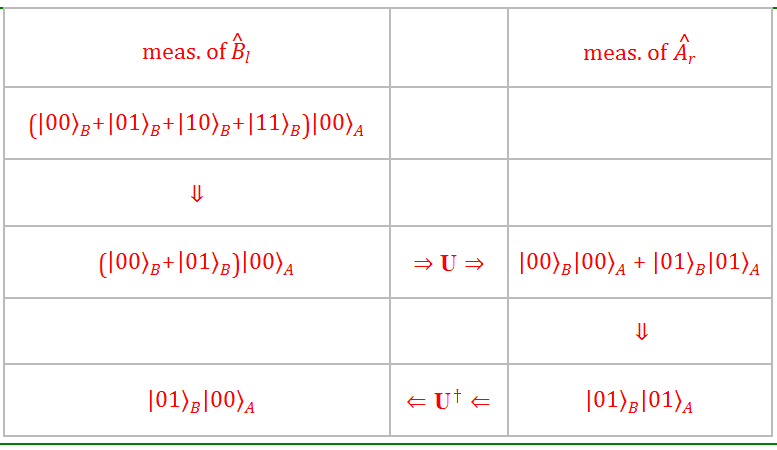 meas. of B̂_l meas. of Â_r
(|00⟩_B+|01⟩_B+|10⟩_B+|11⟩_B)|00⟩_A
⇓
(|00⟩_B+|01⟩_B)|00⟩_A ⇒ U ⇒ |00⟩_B|00⟩_A + |01⟩_B|01⟩_A
⇓
|01⟩_B|00⟩_A ⇐ U† ⇐ |01⟩_B|01⟩_A